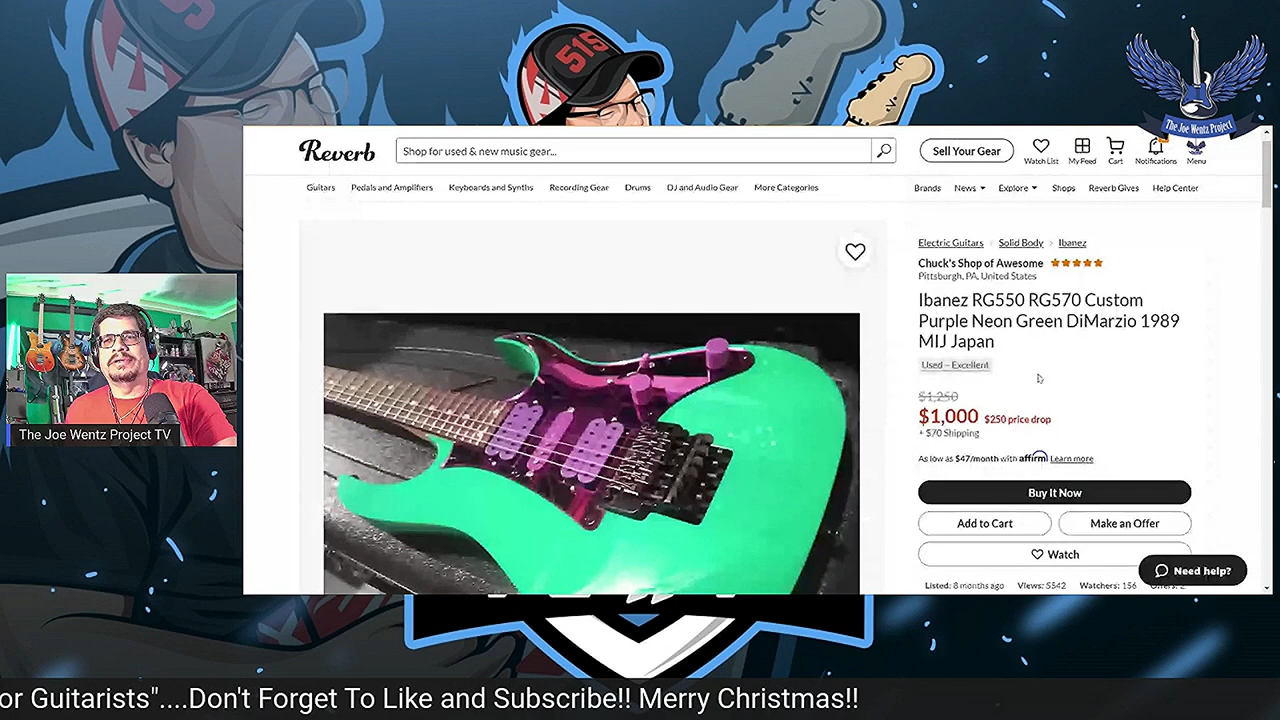 515
The Joe Wentz Project
Reverb
Shop for used & new music gear...
Sell Your Gear
Watch List
My Feed
Cart
Notifications
Menu
Guitars
Pedals and Amplifiers
Keyboards and Synths
Recording Gear
Drums
DJ and Audio Gear
More Categories
Brands
News
Explore
Shops
Reverb Gives
Help Center
Electric Guitars
Solid Body
Ibanez
Chuck's Shop of Awesome
Pittsburgh, PA, United States
Ibanez RG550 RG570 Custom
Purple Neon Green DiMarzio 1989
MIJ Japan
Used – Excellent
$1,250
$1,000 $250 price drop
+ $70 Shipping
As low as $47/month with affirm Learn more
Buy It Now
Add to Cart
Make an Offer
Watch
Need help?
Listed: 8 months ago Views: 5542 Watchers: 156 Offers: 2
The Joe Wentz Project TV
or Guitarists"....Don't Forget To Like and Subscribe!! Merry Christmas!!